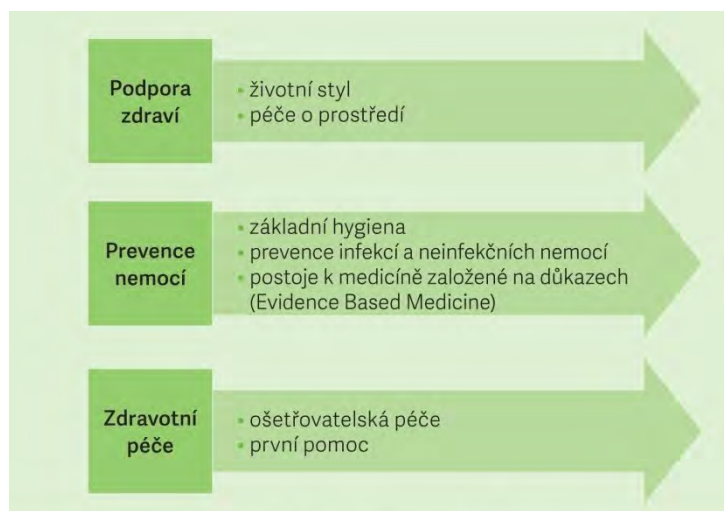 Podpora
zdraví
• životní styl
• péče o prostředí
Prevence
nemocí
• základní hygiena
• prevence infekcí a neinfekčních nemocí
• postoje k medicíně založené na důkazech
(Evidence Based Medicine)
Zdravotní
péče
• ošetřovatelská péče
• první pomoc